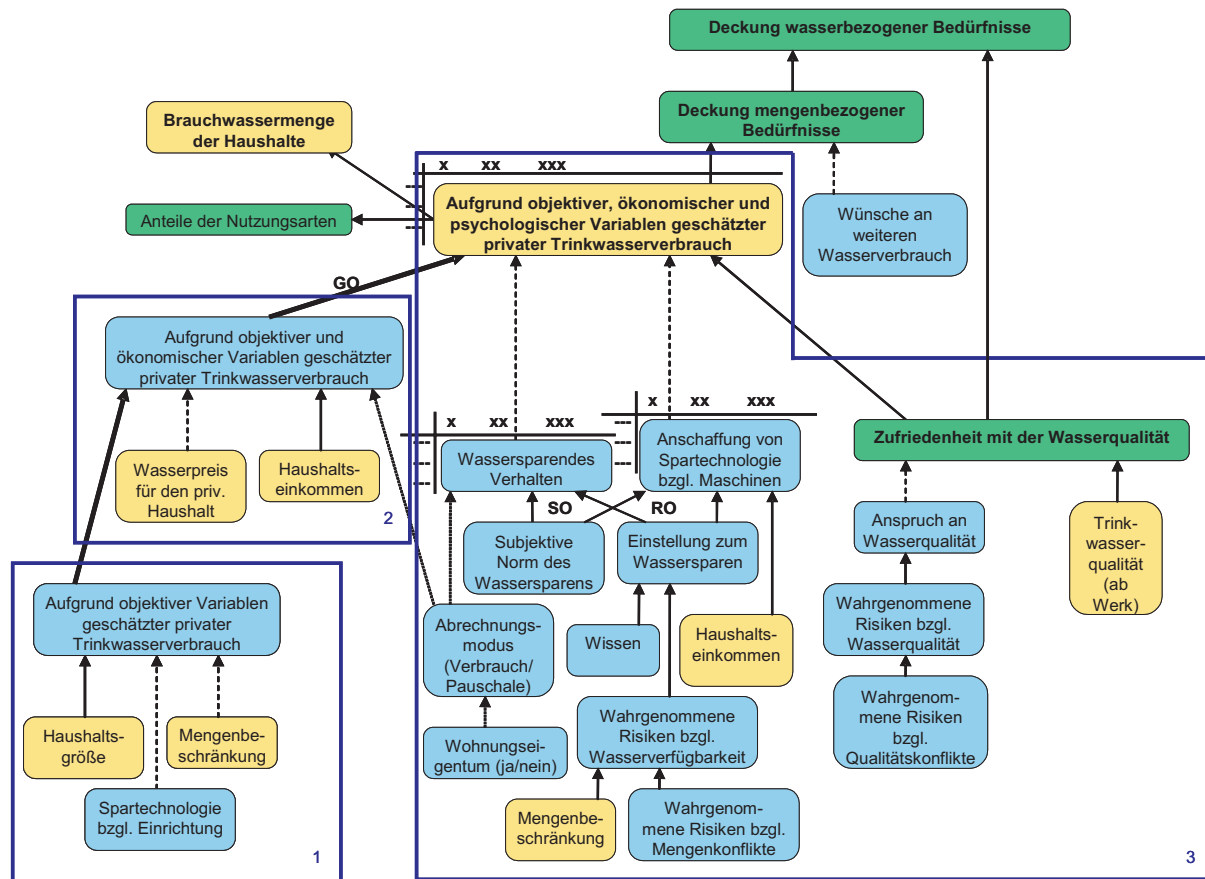 Deckung wasserbezogener Bedürfnisse
Brauchwassermenge
der Haushalte
Deckung mengenbezogener
Bedürfnisse
x xx xxx
Anteile der Nutzungsarten
Aufgrund objektiver, ökonomischer und
psychologischer Variablen geschätzter
privater Trinkwasserverbrauch
Wünsche an
weiteren
Wasserverbrauch
GO
Aufgrund objektiver und
ökonomischer Variablen geschätzter
privater Trinkwasserverbrauch
Wasserpreis
für den priv.
Haushalt
Haushalts-
einkommen
2
x xx xxx
Wassersparendes
Verhalten
x xx xxx
Anschaffung von
Spartechnologie
bzgl. Maschinen
Zufriedenheit mit der Wasserqualität
SO
RO
Subjektive
Norm des
Wassersparens
Einstellung zum
Wassersparen
Anspruch an
Wasserqualität
Trink-
wasser-
qualität
(ab
Werk)
Aufgrund objektiver Variablen
geschätzter privater
Trinkwasserverbrauch
Abrechnungs-
modus
(Verbrauch/
Pauschale)
Wissen
Haushalts-
einkommen
Wahrgenommene
Risiken bzgl.
Wasserqualität
Haushalts-
größe
Mengenbe-
schränkung
Wohnungsei-
gentum (ja/nein)
Wahrgenommene
Risiken bzgl.
Wasserverfügbarkeit
Wahrgenom-
mene Risiken
bzgl.
Qualitätskonflikte
Spartechnologie
bzgl. Einrichtung
Mengenbe-
schränkung
Wahrgenom-
mene Risiken bzgl.
Mengenkonflikte
1
3